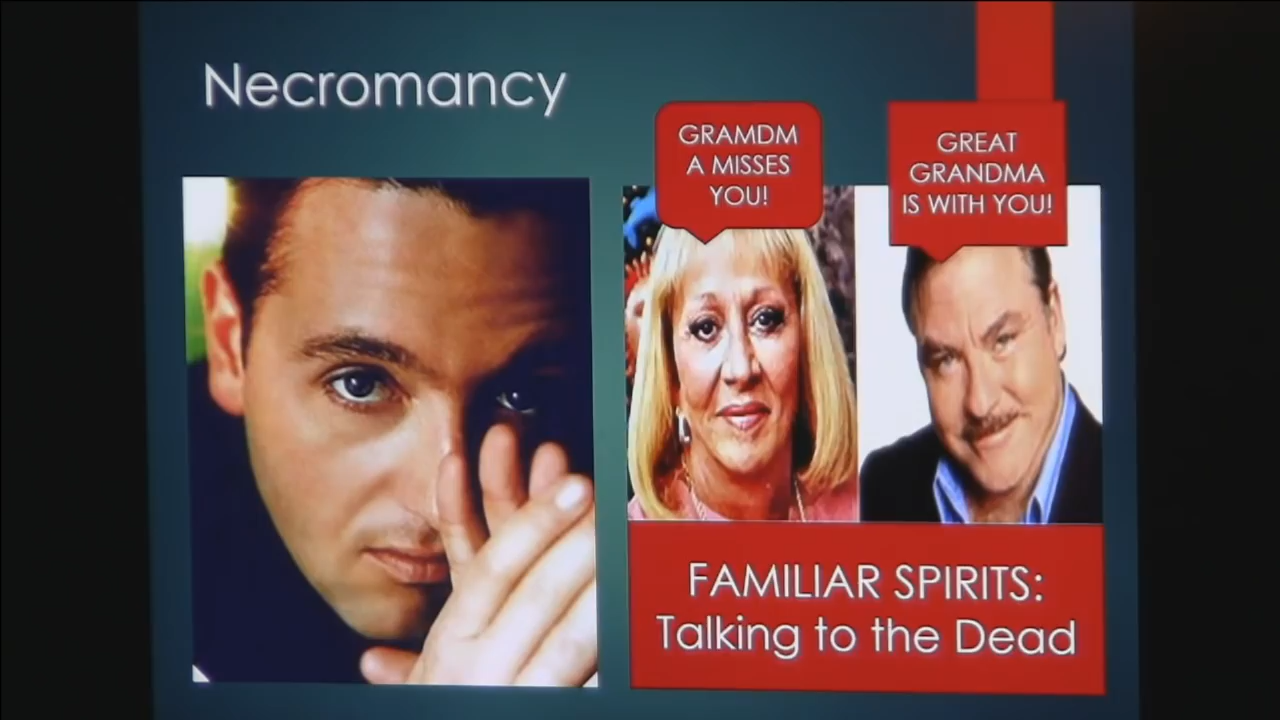 Necromancy
GRAMDM
A MISSES
YOU!
GREAT
GRANDMA
IS WITH YOU!
FAMILIAR SPIRITS:
Talking to the Dead